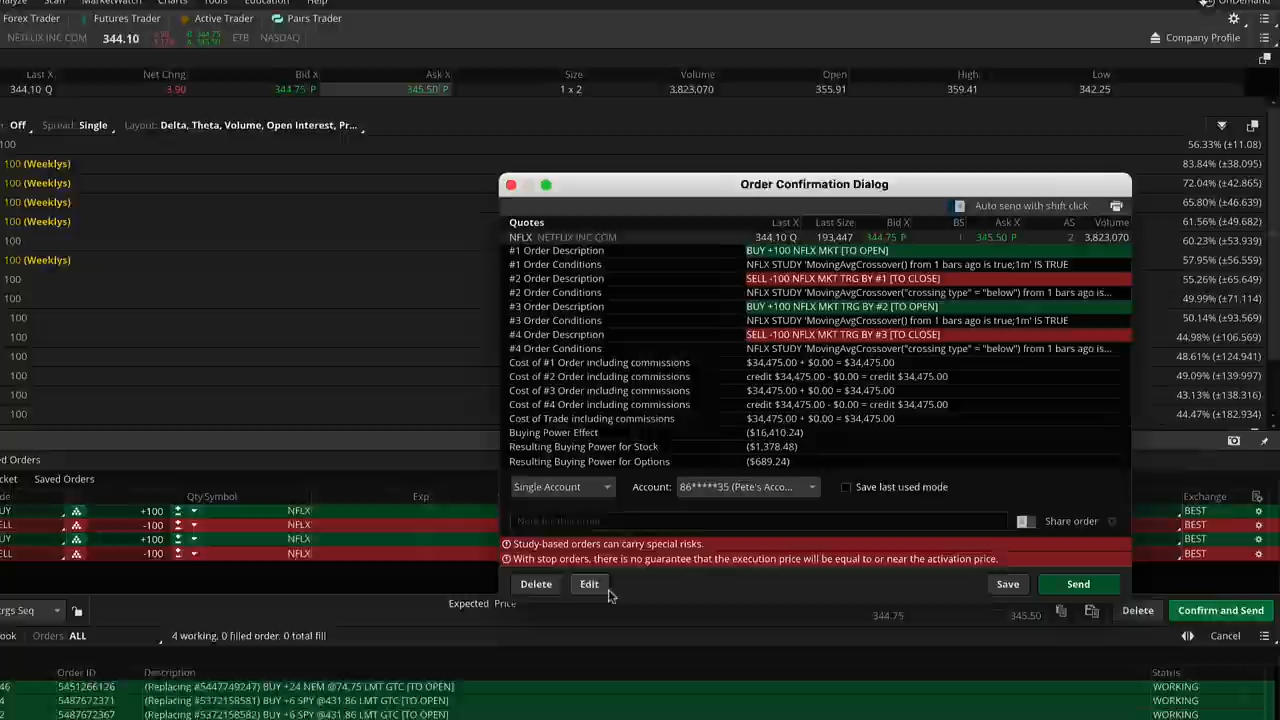 MarketWatch Charts Tools Education Help OnDemand
Forex Trader Futures Trader Active Trader Pairs Trader
NETFLIX INC COM 344.10 ETB NASDAQ Company Profile
Last X Net Chng Bid X Ask X Size Volume Open High Low
344.10 Q 3.90 344.75 P 345.50 P 1 x 2 3,823,070 355.91 359.41 342.25
Off Spread: Single Layout: Delta, Theta, Volume, Open Interest, Pr...
100 56.33% (±11.08)
100 (Weeklys) 83.84% (±38.095)
100 (Weeklys) 72.04% (±42.865)
100 (Weeklys) 65.80% (±46.639)
100 (Weeklys) 61.56% (±49.682)
100 60.23% (±53.939)
100 (Weeklys) 57.95% (±56.559)
100 55.26% (±65.649)
100 49.99% (±71.114)
100 50.14% (±93.569)
100 44.98% (±106.569)
100 48.61% (±124.941)
100 49.09% (±139.997)
100 43.13% (±138.316)
100 44.47% (±182.934)
Order Confirmation Dialog
Auto send with shift click
Quotes Last X Last Size Bid X BS Ask X AS Volume
NFLX NETFLIX INC COM 344.10 Q 193,447 344.75 P 1 345.50 P 2 3,823,070
#1 Order Description BUY +100 NFLX MKT [TO OPEN]
#1 Order Conditions NFLX STUDY 'MovingAvgCrossover() from 1 bars ago is true;1m' IS TRUE
#2 Order Description SELL -100 NFLX MKT TRG BY #1 [TO CLOSE]
#2 Order Conditions NFLX STUDY 'MovingAvgCrossover("crossing type" = "below") from 1 bars ago is...
#3 Order Description BUY +100 NFLX MKT TRG BY #2 [TO OPEN]
#3 Order Conditions NFLX STUDY 'MovingAvgCrossover() from 1 bars ago is true;1m' IS TRUE
#4 Order Description SELL -100 NFLX MKT TRG BY #3 [TO CLOSE]
#4 Order Conditions NFLX STUDY 'MovingAvgCrossover("crossing type" = "below") from 1 bars ago is...
Cost of #1 Order including commissions $34,475.00 + $0.00 = $34,475.00
Cost of #2 Order including commissions credit $34,475.00 - $0.00 = credit $34,475.00
Cost of #3 Order including commissions $34,475.00 + $0.00 = $34,475.00
Cost of #4 Order including commissions credit $34,475.00 - $0.00 = credit $34,475.00
Cost of Trade including commissions $34,475.00 + $0.00 = $34,475.00
Buying Power Effect ($16,410.24)
Resulting Buying Power for Stock ($1,378.48)
Resulting Buying Power for Options ($689.24)
Single Account Account: 86*****35 (Pete's Acco... Save last used mode
Note for this order Share order
Study-based orders can carry special risks.
With stop orders, there is no guarantee that the execution price will be equal to or near the activation price.
Delete Edit Save Send
ed Orders
Saved Orders
Qty Symbol Exp Exchange
+100 NFLX BEST
-100 NFLX BEST
+100 NFLX BEST
-100 NFLX BEST
trgs Seq Expected Price 344.75 345.50 Delete Confirm and Send
Orders: ALL 4 working, 0 filled order, 0 total fill Cancel
Order ID Description Status
46 5451266126 (Replacing #5447749247) BUY +24 NEM @74.75 LMT GTC [TO OPEN] WORKING
4 5487672371 (Replacing #5372158581) BUY +6 SPY @431.86 LMT GTC [TO OPEN] WORKING
5487672367 (Replacing #5372158582) BUY +6 SPY @431.86 LMT GTC [TO OPEN] WORKING